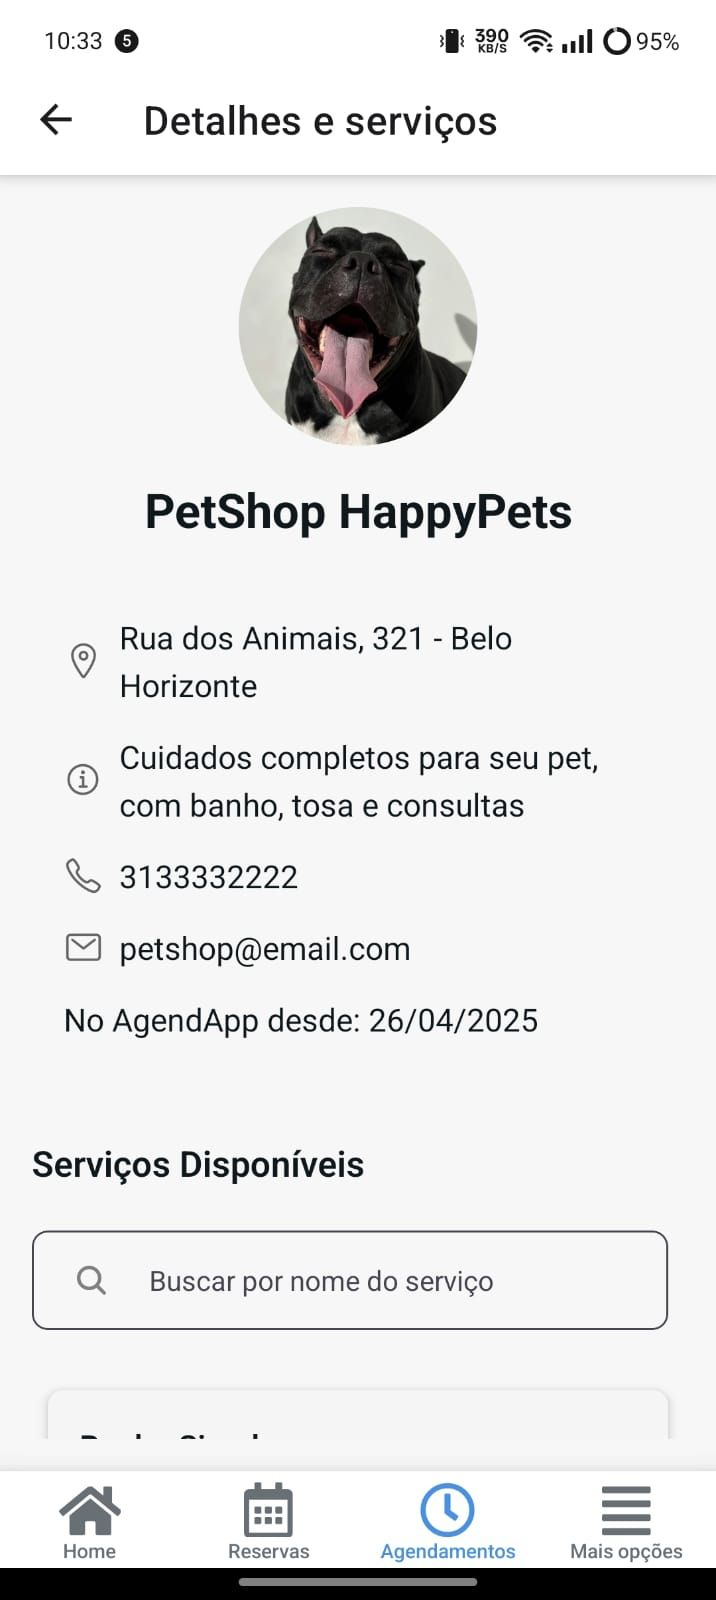 10:33 5 390 KB/S 95%
Detalhes e serviços
PetShop HappyPets
Rua dos Animais, 321 - Belo
Horizonte
Cuidados completos para seu pet,
com banho, tosa e consultas
3133332222
petshop@email.com
No AgendApp desde: 26/04/2025
Serviços Disponíveis
Buscar por nome do serviço
Home Reservas Agendamentos Mais opções